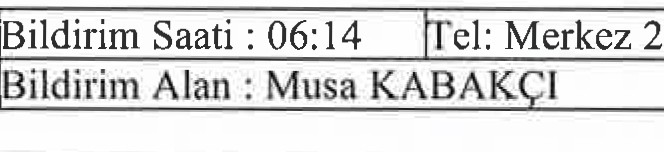 Bildirim Saati : 06:14 Tel: Merkez 2
Bildirim Alan : Musa KABAKÇI